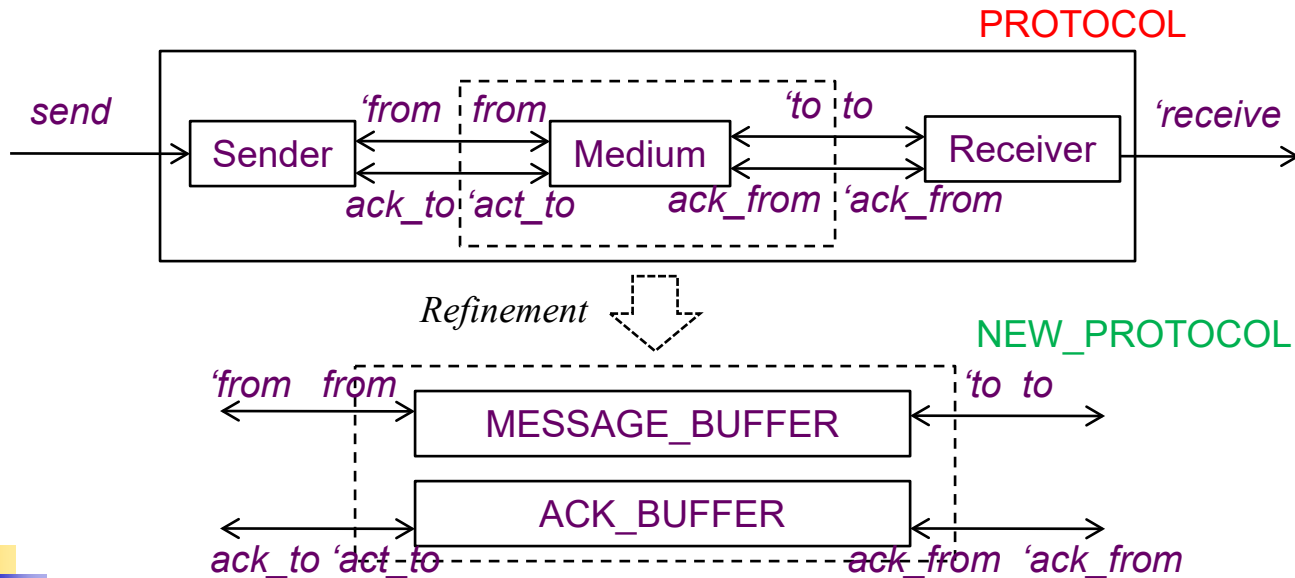 PROTOCOL
send ‘from from ‘to to ‘receive
Sender Medium Receiver
ack_to ‘act_to ack_from ‘ack_from
Refinement
NEW_PROTOCOL
‘from from ‘to to
MESSAGE_BUFFER
ACK_BUFFER
ack_to ‘act_to ack_from ‘ack_from